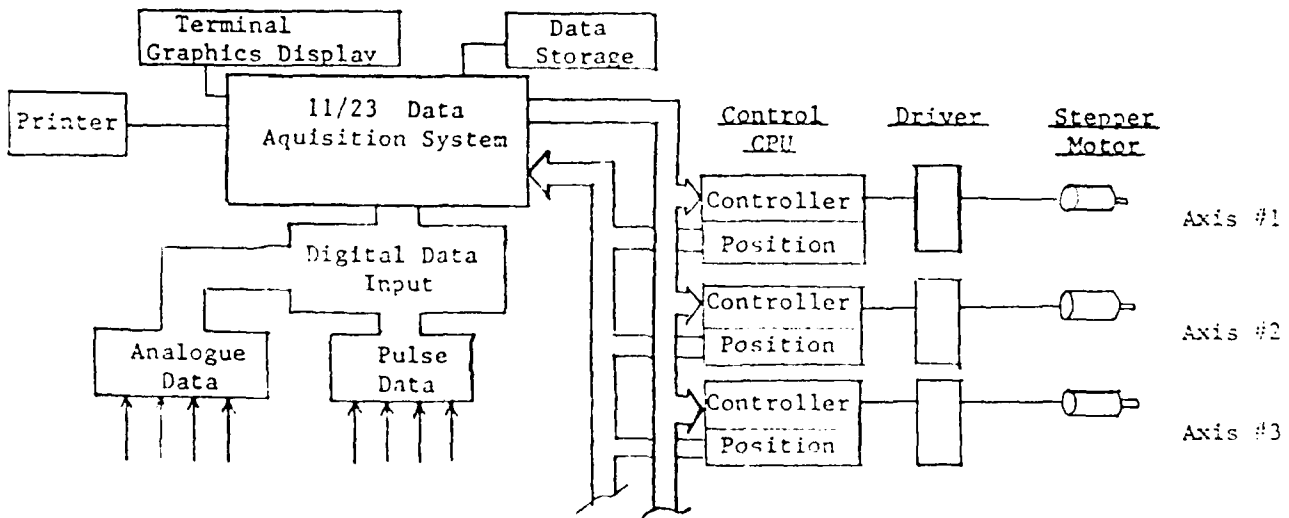 Terminal
Graphics Display
Data
Storage
Printer
11/23 Data
Aquisition System
Control
CPU
Driver
Stepper
Motor
Controller
Position
Axis #1
Digital Data
Input
Controller
Position
Axis #2
Analogue
Data
Pulse
Data
Controller
Position
Axis #3